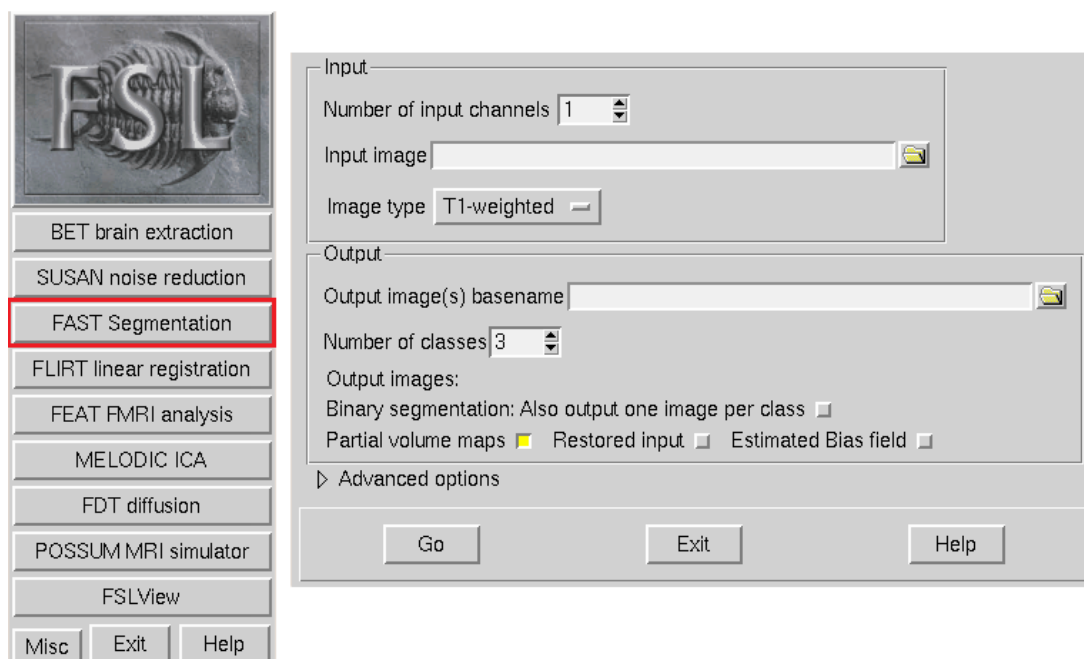 FSL
BET brain extraction
SUSAN noise reduction
FAST Segmentation
FLIRT linear registration
FEAT FMRI analysis
MELODIC ICA
FDT diffusion
POSSUM MRI simulator
FSLView
Misc Exit Help
Input
Number of input channels 1
Input image
Image type T1-weighted
Output
Output image(s) basename
Number of classes 3
Output images:
Binary segmentation: Also output one image per class
Partial volume maps Restored input Estimated Bias field
Advanced options
Go Exit Help